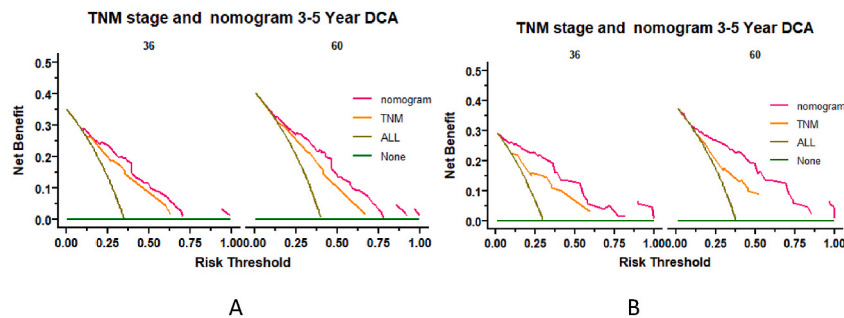 TNM stage and nomogram 3-5 Year DCA
36 60
Net Benefit
0.5
0.4
0.3
0.2
0.1
0.0
nomogram
TNM
ALL
None
0.00 0.25 0.50 0.75 1.00 0.00 0.25 0.50 0.75 1.00
Risk Threshold
A
TNM stage and nomogram 3-5 Year DCA
36 60
Net Benefit
0.5
0.4
0.3
0.2
0.1
0.0
nomogram
TNM
ALL
None
0.00 0.25 0.50 0.75 1.00 0.00 0.25 0.50 0.75 1.00
Risk Threshold
B